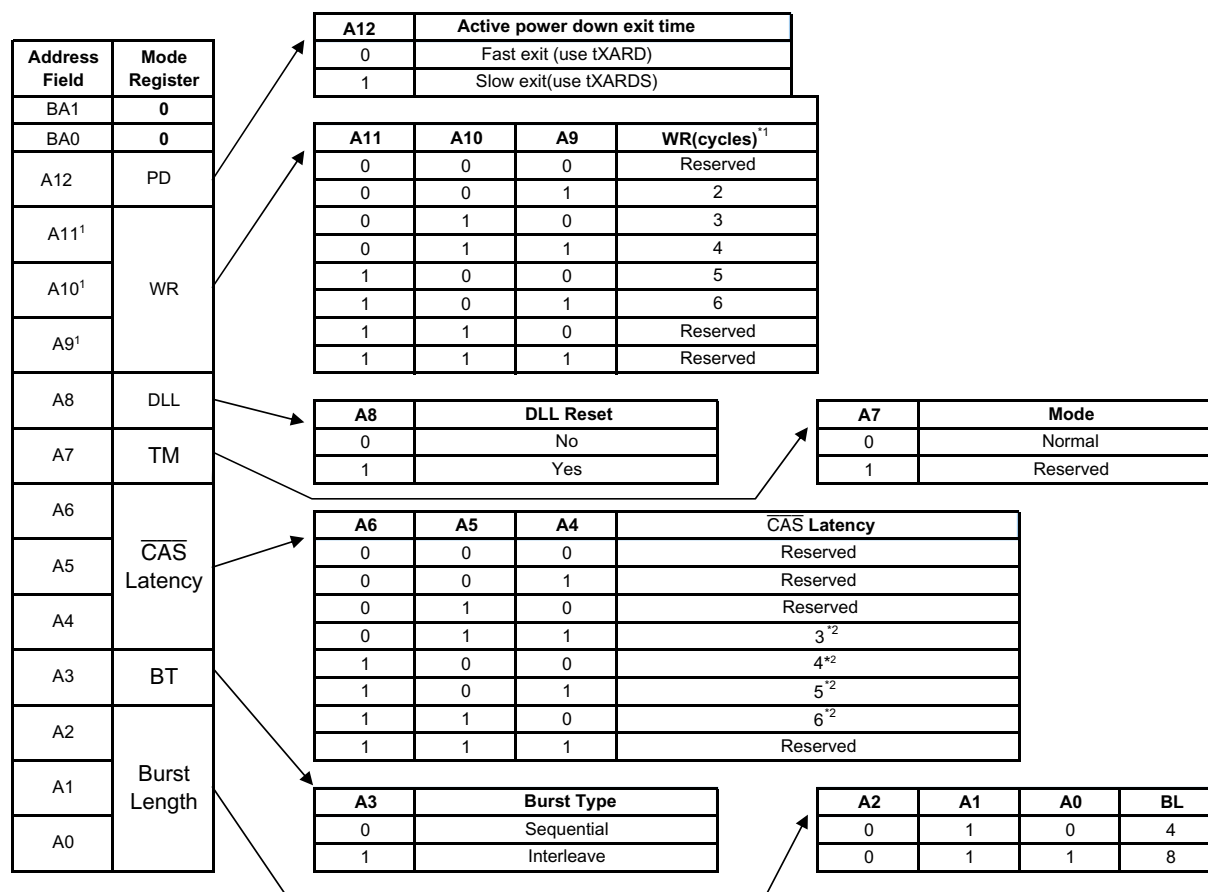 Address Field Mode Register
BA1 0
BA0 0
A12 PD
A11¹
A10¹ WR
A9¹
A8 DLL
A7 TM
A6
A5 C̅A̅S̅ Latency
A4
A3 BT
A2
A1 Burst Length
A0
A12 Active power down exit time
0 Fast exit (use tXARD)
1 Slow exit(use tXARDS)
A11 A10 A9 WR(cycles)*1
0 0 0 Reserved
0 0 1 2
0 1 0 3
0 1 1 4
1 0 0 5
1 0 1 6
1 1 0 Reserved
1 1 1 Reserved
A8 DLL Reset
0 No
1 Yes
A7 Mode
0 Normal
1 Reserved
A6 A5 A4 C̅A̅S̅ Latency
0 0 0 Reserved
0 0 1 Reserved
0 1 0 Reserved
0 1 1 3*2
1 0 0 4*2
1 0 1 5*2
1 1 0 6*2
1 1 1 Reserved
A3 Burst Type
0 Sequential
1 Interleave
A2 A1 A0 BL
0 1 0 4
0 1 1 8